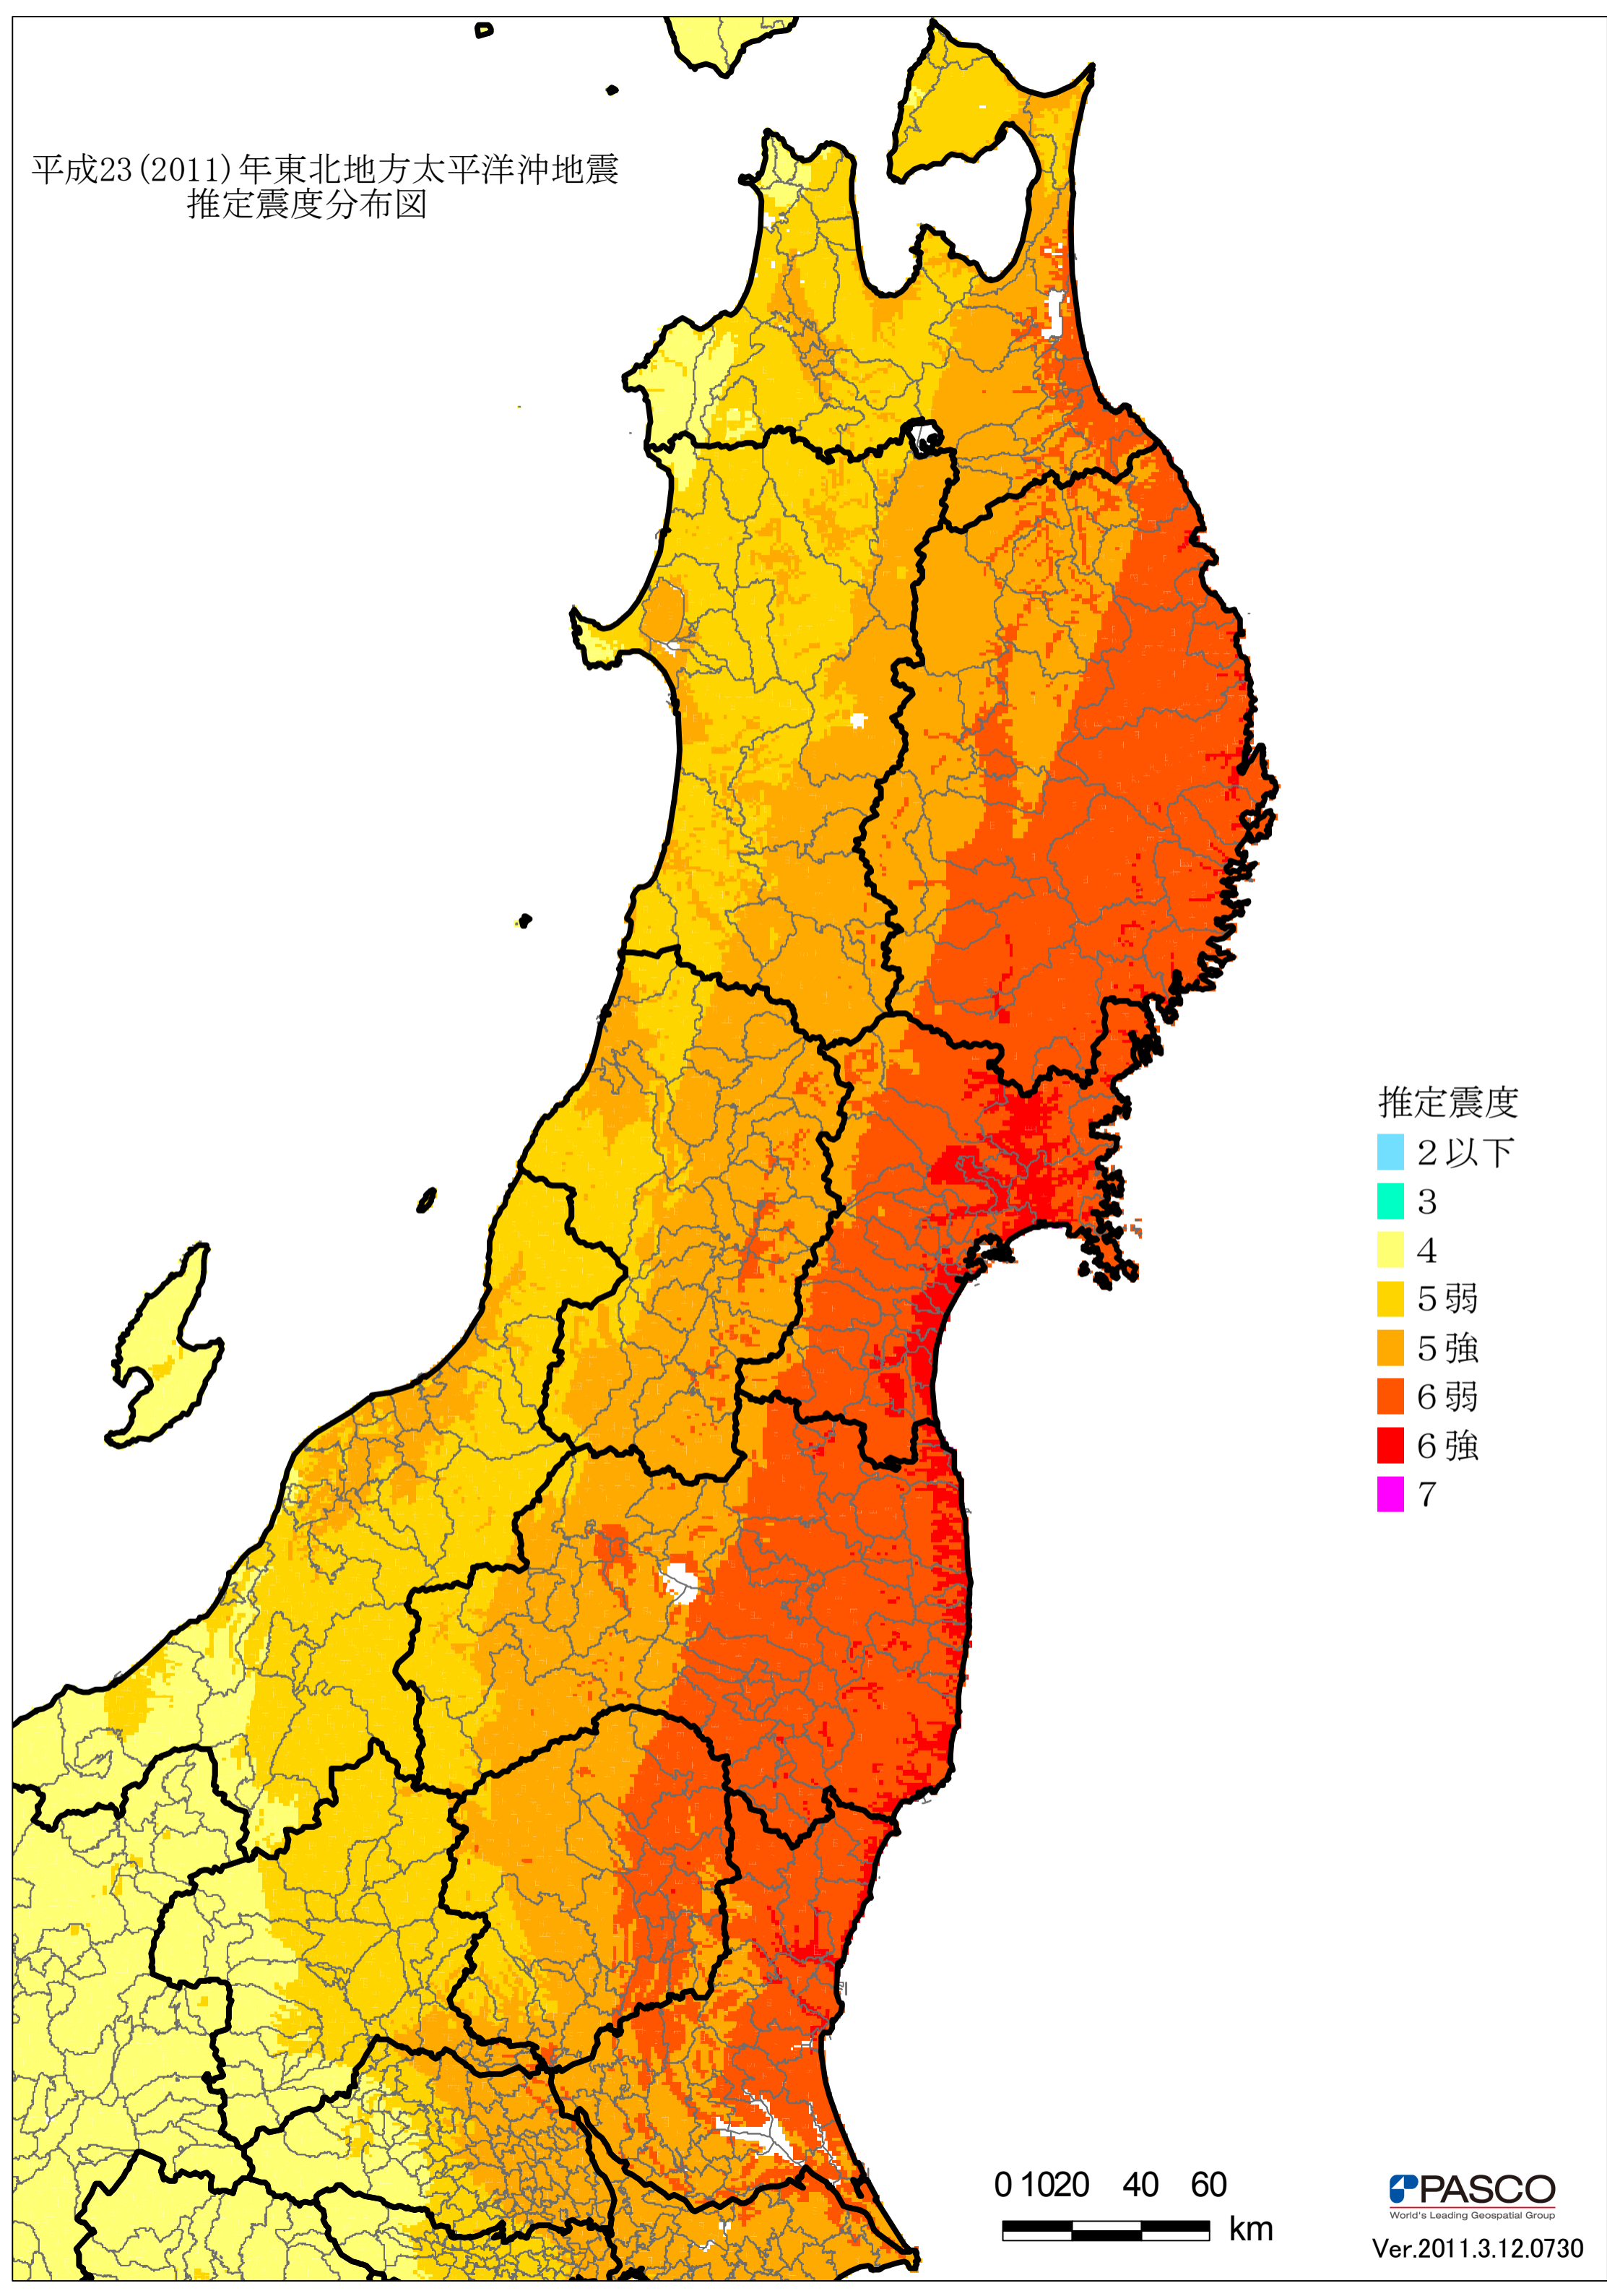 平成23(2011)年東北地方太平洋沖地震
推定震度分布図
推定震度
２以下
３
４
５弱
５強
６弱
６強
７
0 1020 40 60
km
PASCO
World's Leading Geospatial Group
Ver.2011.3.12.0730